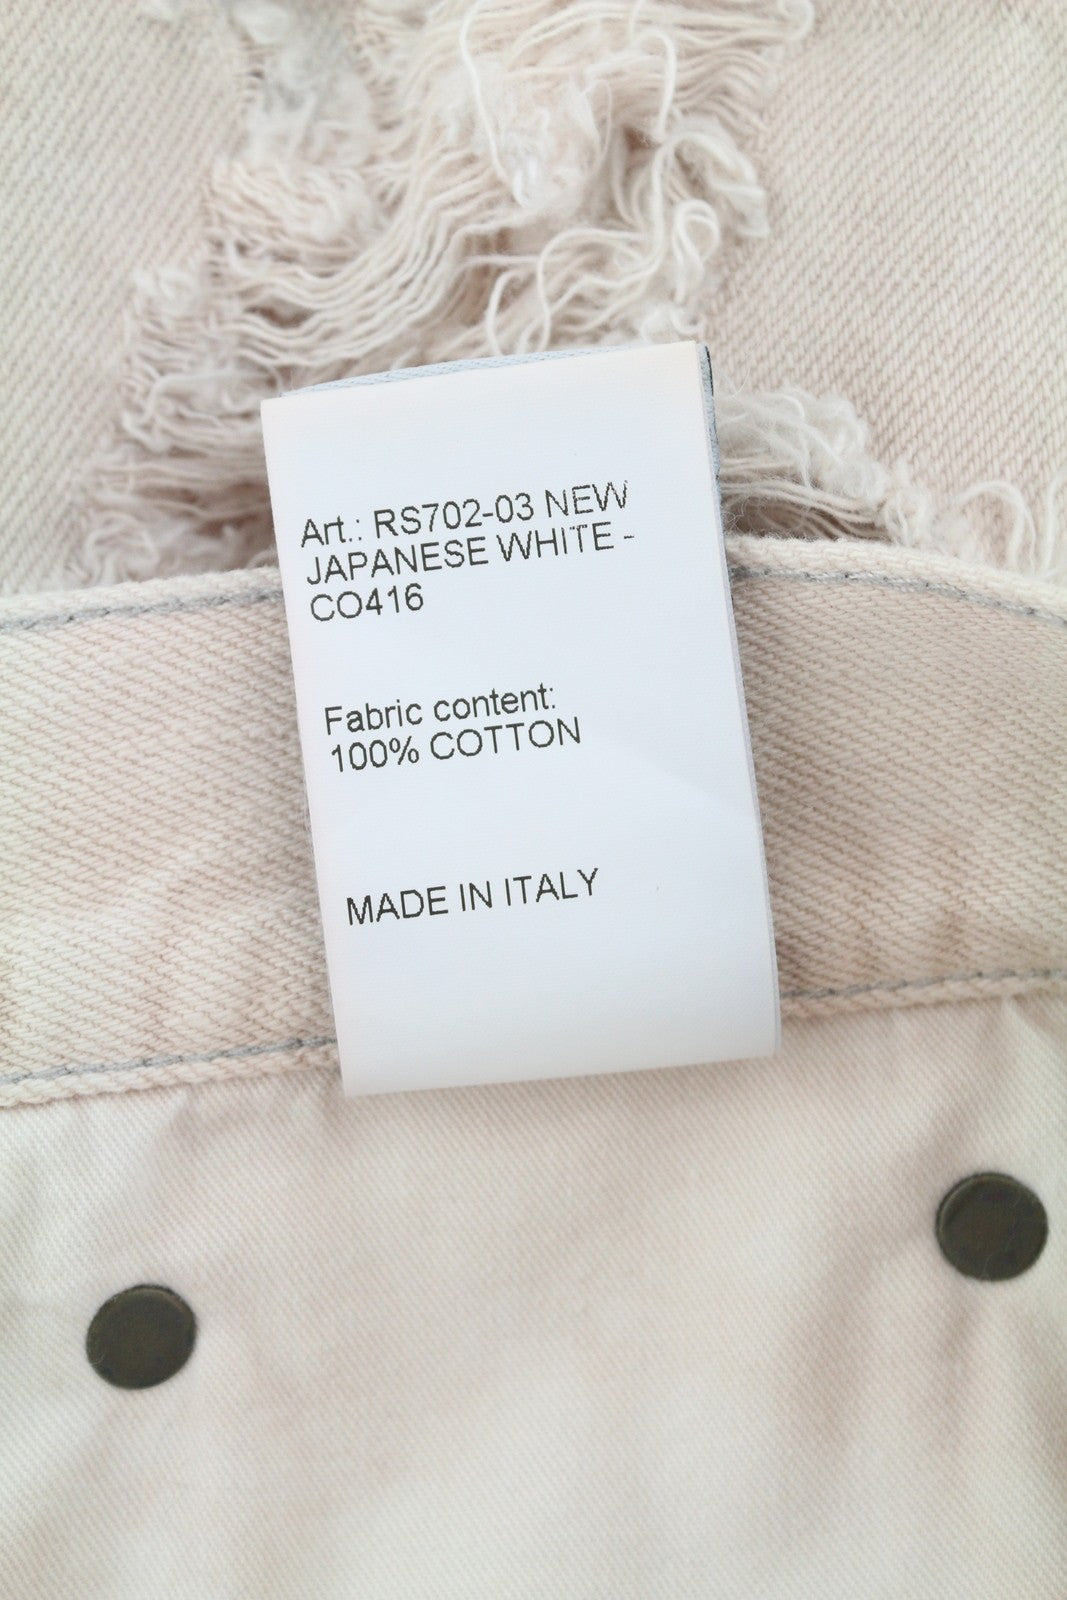 Art.: RS702-03 NEW
JAPANESE WHITE -
CO416
Fabric content:
100% COTTON
MADE IN ITALY